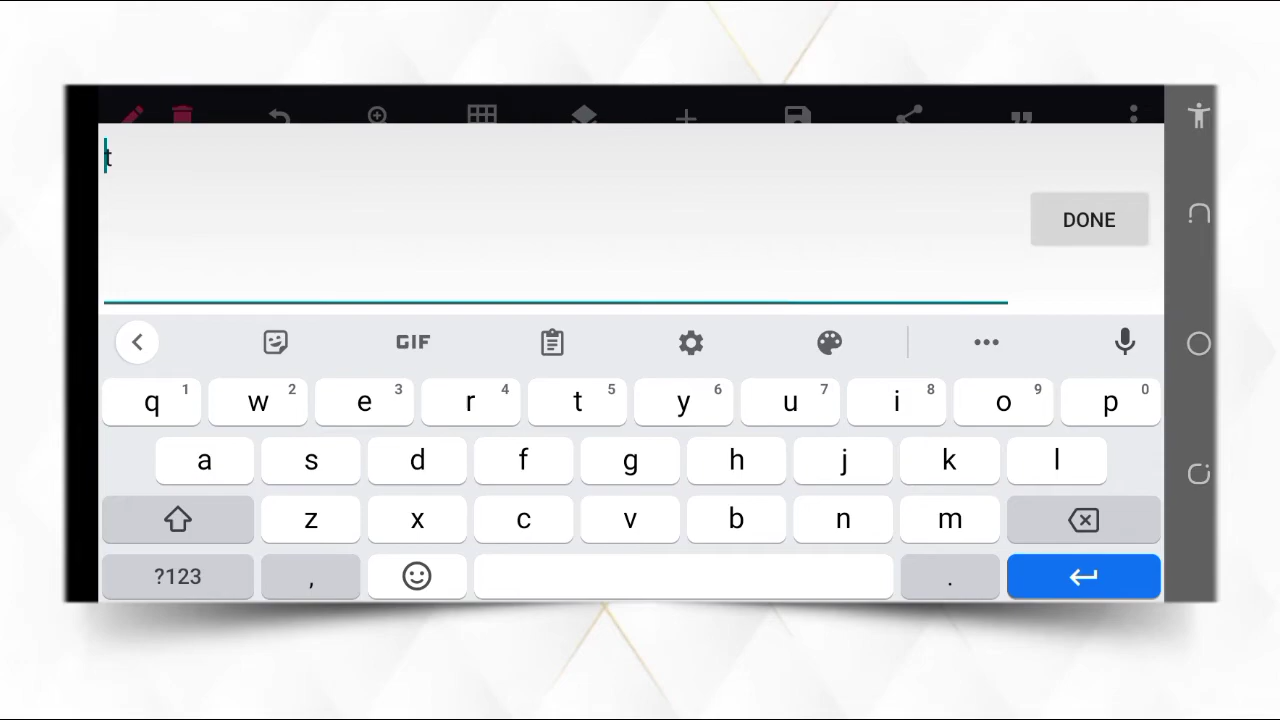 t
DONE
GIF
q 1 w 2 e 3 r 4 t 5 y 6 u 7 i 8 o 9 p 0
a s d f g h j k l
z x c v b n m
?123 , .